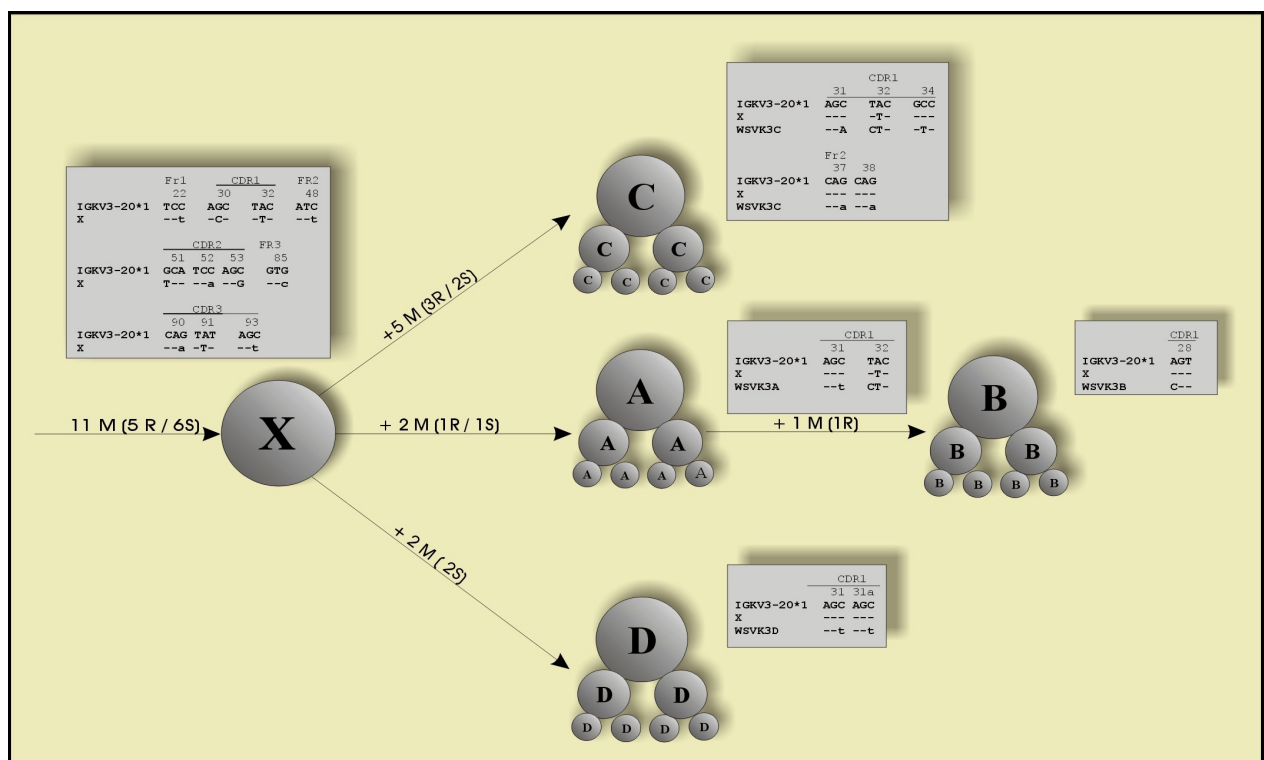 Fr1 CDR1 FR2
22 30 32 48
IGKV3-20*1 TCC AGC TAC ATC
X --t -C- -T- --t
CDR2 FR3
51 52 53 85
IGKV3-20*1 GCA TCC AGC GTG
X T-- --a --G --c
CDR3
90 91 93
IGKV3-20*1 CAG TAT AGC
X --a -T- --t
11 M (5 R / 6S)
X
+5 M (3R / 2S)
C
C C
C C C C
CDR1
31 32 34
IGKV3-20*1 AGC TAC GCC
X --- -T- ---
WSVK3C --A CT- -T-
Fr2
37 38
IGKV3-20*1 CAG CAG
X --- ---
WSVK3C --a --a
+ 2 M (1R / 1S)
A
A A
A A A A
CDR1
31 32
IGKV3-20*1 AGC TAC
X --- -T-
WSVK3A --t CT-
+ 1 M (1R)
B
B B
B B B B
CDR1
28
IGKV3-20*1 AGT
X ---
WSVK3B C--
+ 2 M ( 2S)
D
D D
D D D D
CDR1
31 31a
IGKV3-20*1 AGC AGC
X --- ---
WSVK3D --t --t